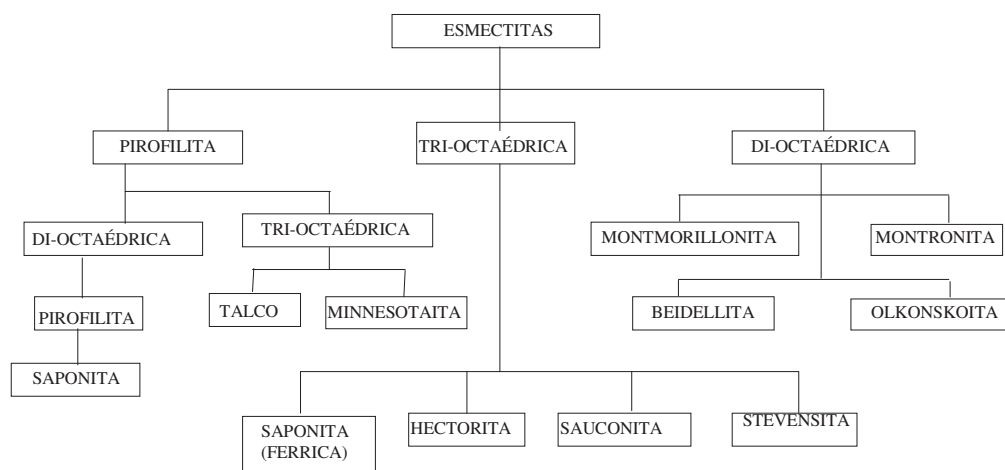 ESMECTITAS
PIROFILITA
TRI-OCTAÉDRICA
DI-OCTAÉDRICA
DI-OCTAÉDRICA
TRI-OCTAÉDRICA
MONTMORILLONITA
MONTRONITA
PIROFILITA
TALCO
MINNESOTAITA
BEIDELLITA
OLKONSKOITA
SAPONITA
SAPONITA
(FERRICA)
HECTORITA
SAUCONITA
STEVENSITA